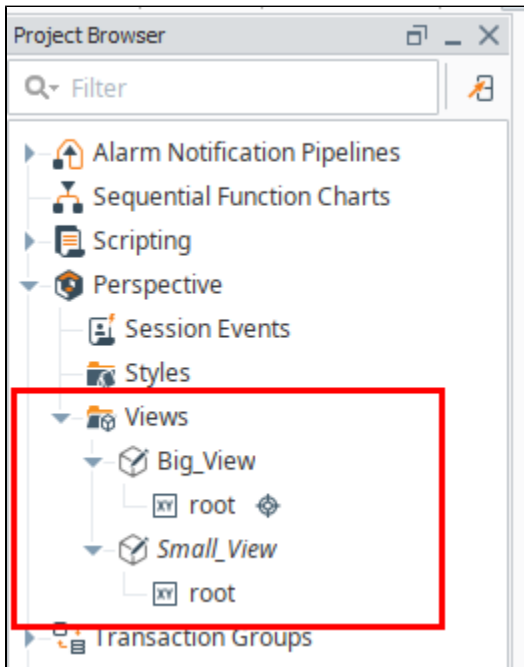 Project Browser
Filter
Alarm Notification Pipelines
Sequential Function Charts
Scripting
Perspective
Session Events
Styles
Views
Big_View
XY root
Small_View
XY root
Transaction Groups